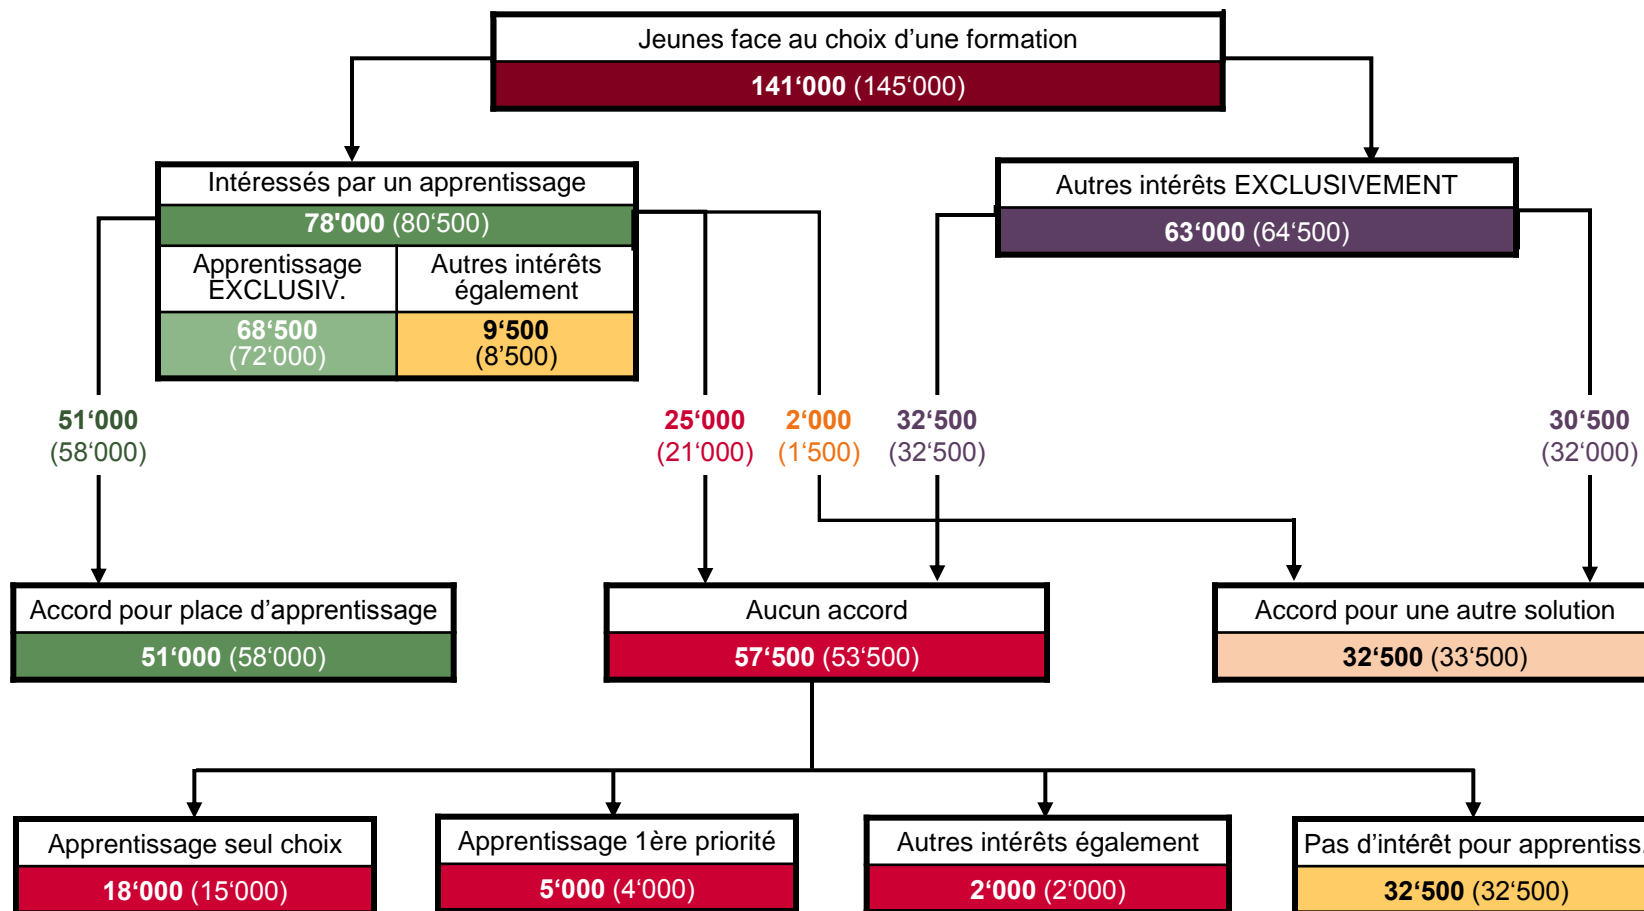 Jeunes face au choix d’une formation
141‘000 (145‘000)
Intéressés par un apprentissage
78'000 (80‘500)
Autres intérêts EXCLUSIVEMENT
63‘000 (64‘500)
Apprentissage
EXCLUSIV.
Autres intérêts
également
68‘500
(72’000)
9‘500
(8’500)
51‘000
(58’000)
25‘000
(21’000)
2‘000
(1‘500)
32‘500
(32‘500)
30‘500
(32’000)
Accord pour place d’apprentissage
51‘000 (58‘000)
Aucun accord
57‘500 (53‘500)
Accord pour une autre solution
32‘500 (33‘500)
Apprentissage seul choix
18‘000 (15‘000)
Apprentissage 1ère priorité
5‘000 (4‘000)
Autres intérêts également
2‘000 (2‘000)
Pas d’intérêt pour apprentiss.
32‘500 (32‘500)